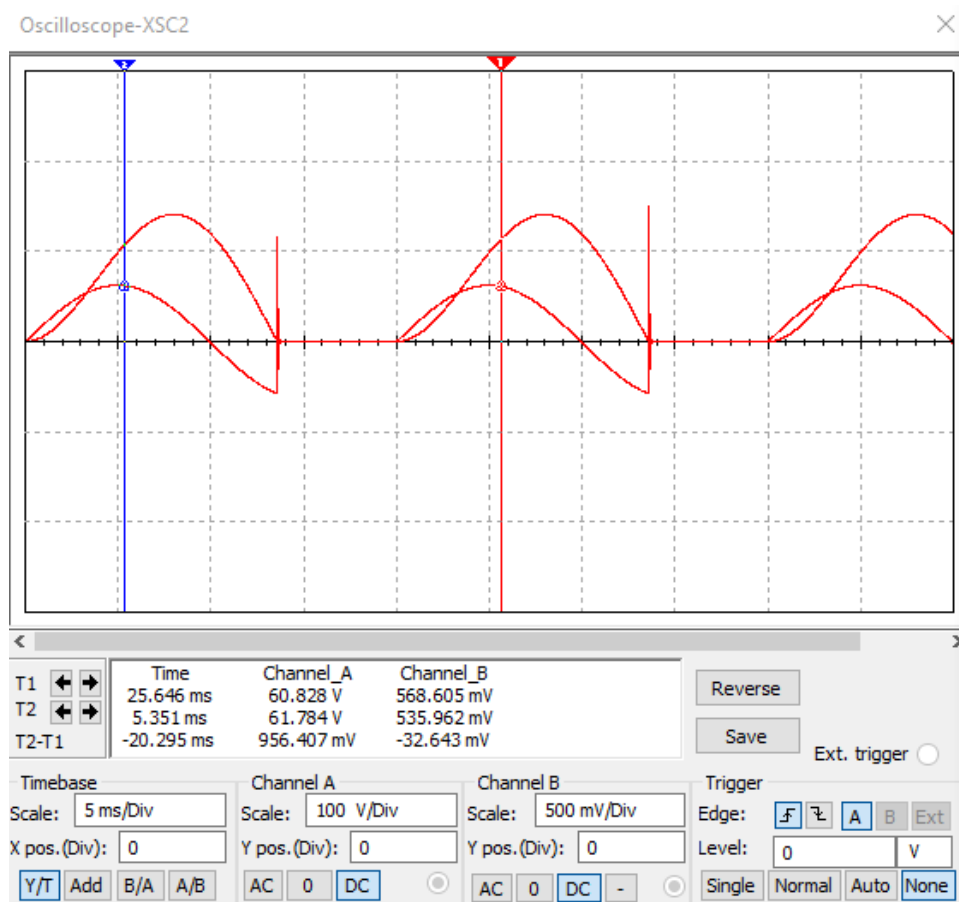 Oscilloscope-XSC2
2 1
2 2
T1 Time Channel_A Channel_B
25.646 ms 60.828 V 568.605 mV
T2 5.351 ms 61.784 V 535.962 mV
T2-T1 -20.295 ms 956.407 mV -32.643 mV
Reverse
Save
Ext. trigger
Timebase
Scale: 5 ms/Div
X pos.(Div): 0
Y/T Add B/A A/B
Channel A
Scale: 100 V/Div
Y pos.(Div): 0
AC 0 DC
Channel B
Scale: 500 mV/Div
Y pos.(Div): 0
AC 0 DC -
Trigger
Edge: A B Ext
Level: 0 V
Single Normal Auto None